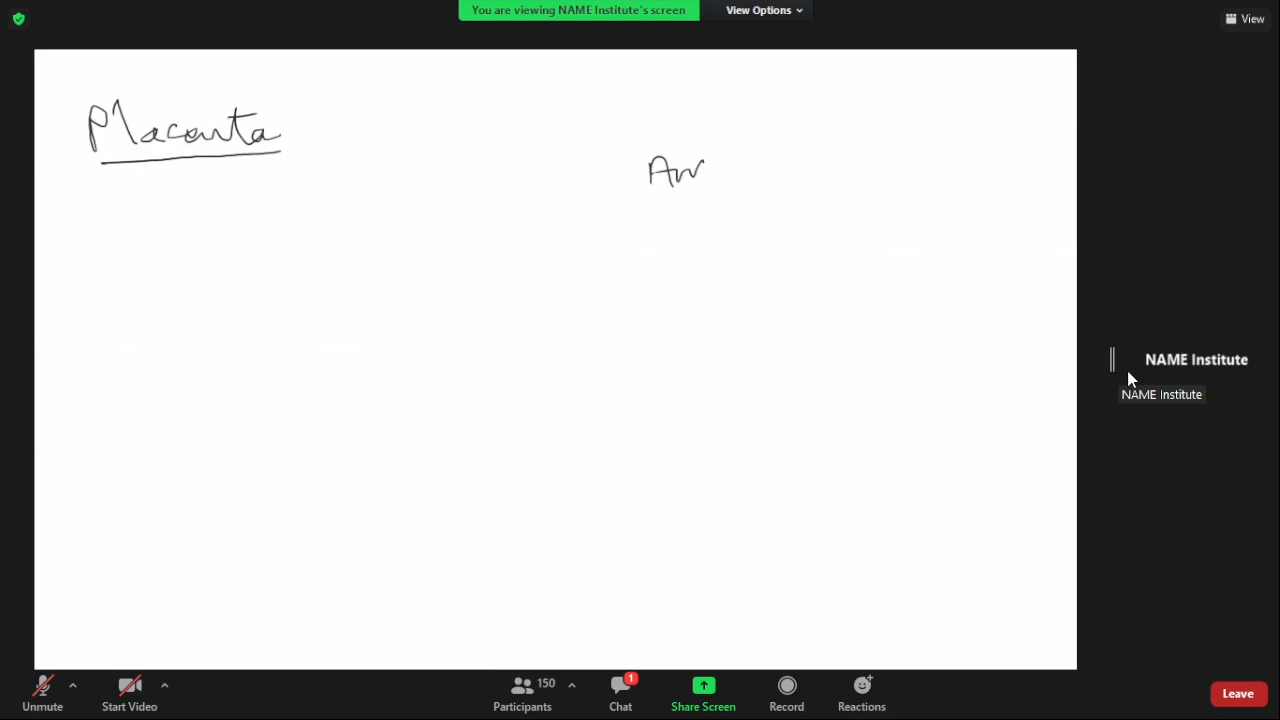 You are viewing NAME Institute's screen View Options
View
Placenta
NAME Institute
NAME Institute
150
1
Unmute Start Video Participants Chat Share Screen Record Reactions Leave